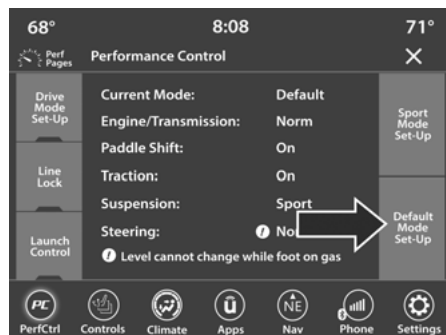 68° 8:08 71°
Perf Pages Performance Control X
Drive Mode Set-Up
Line Lock
Launch Control
Current Mode: Default
Engine/Transmission: Norm
Paddle Shift: On
Traction: On
Suspension: Sport
Steering: ! No
! Level cannot change while foot on gas
Sport Mode Set-Up
Default Mode Set-Up
PC û NE
PerfCtrl Controls Climate Apps Nav Phone Settings